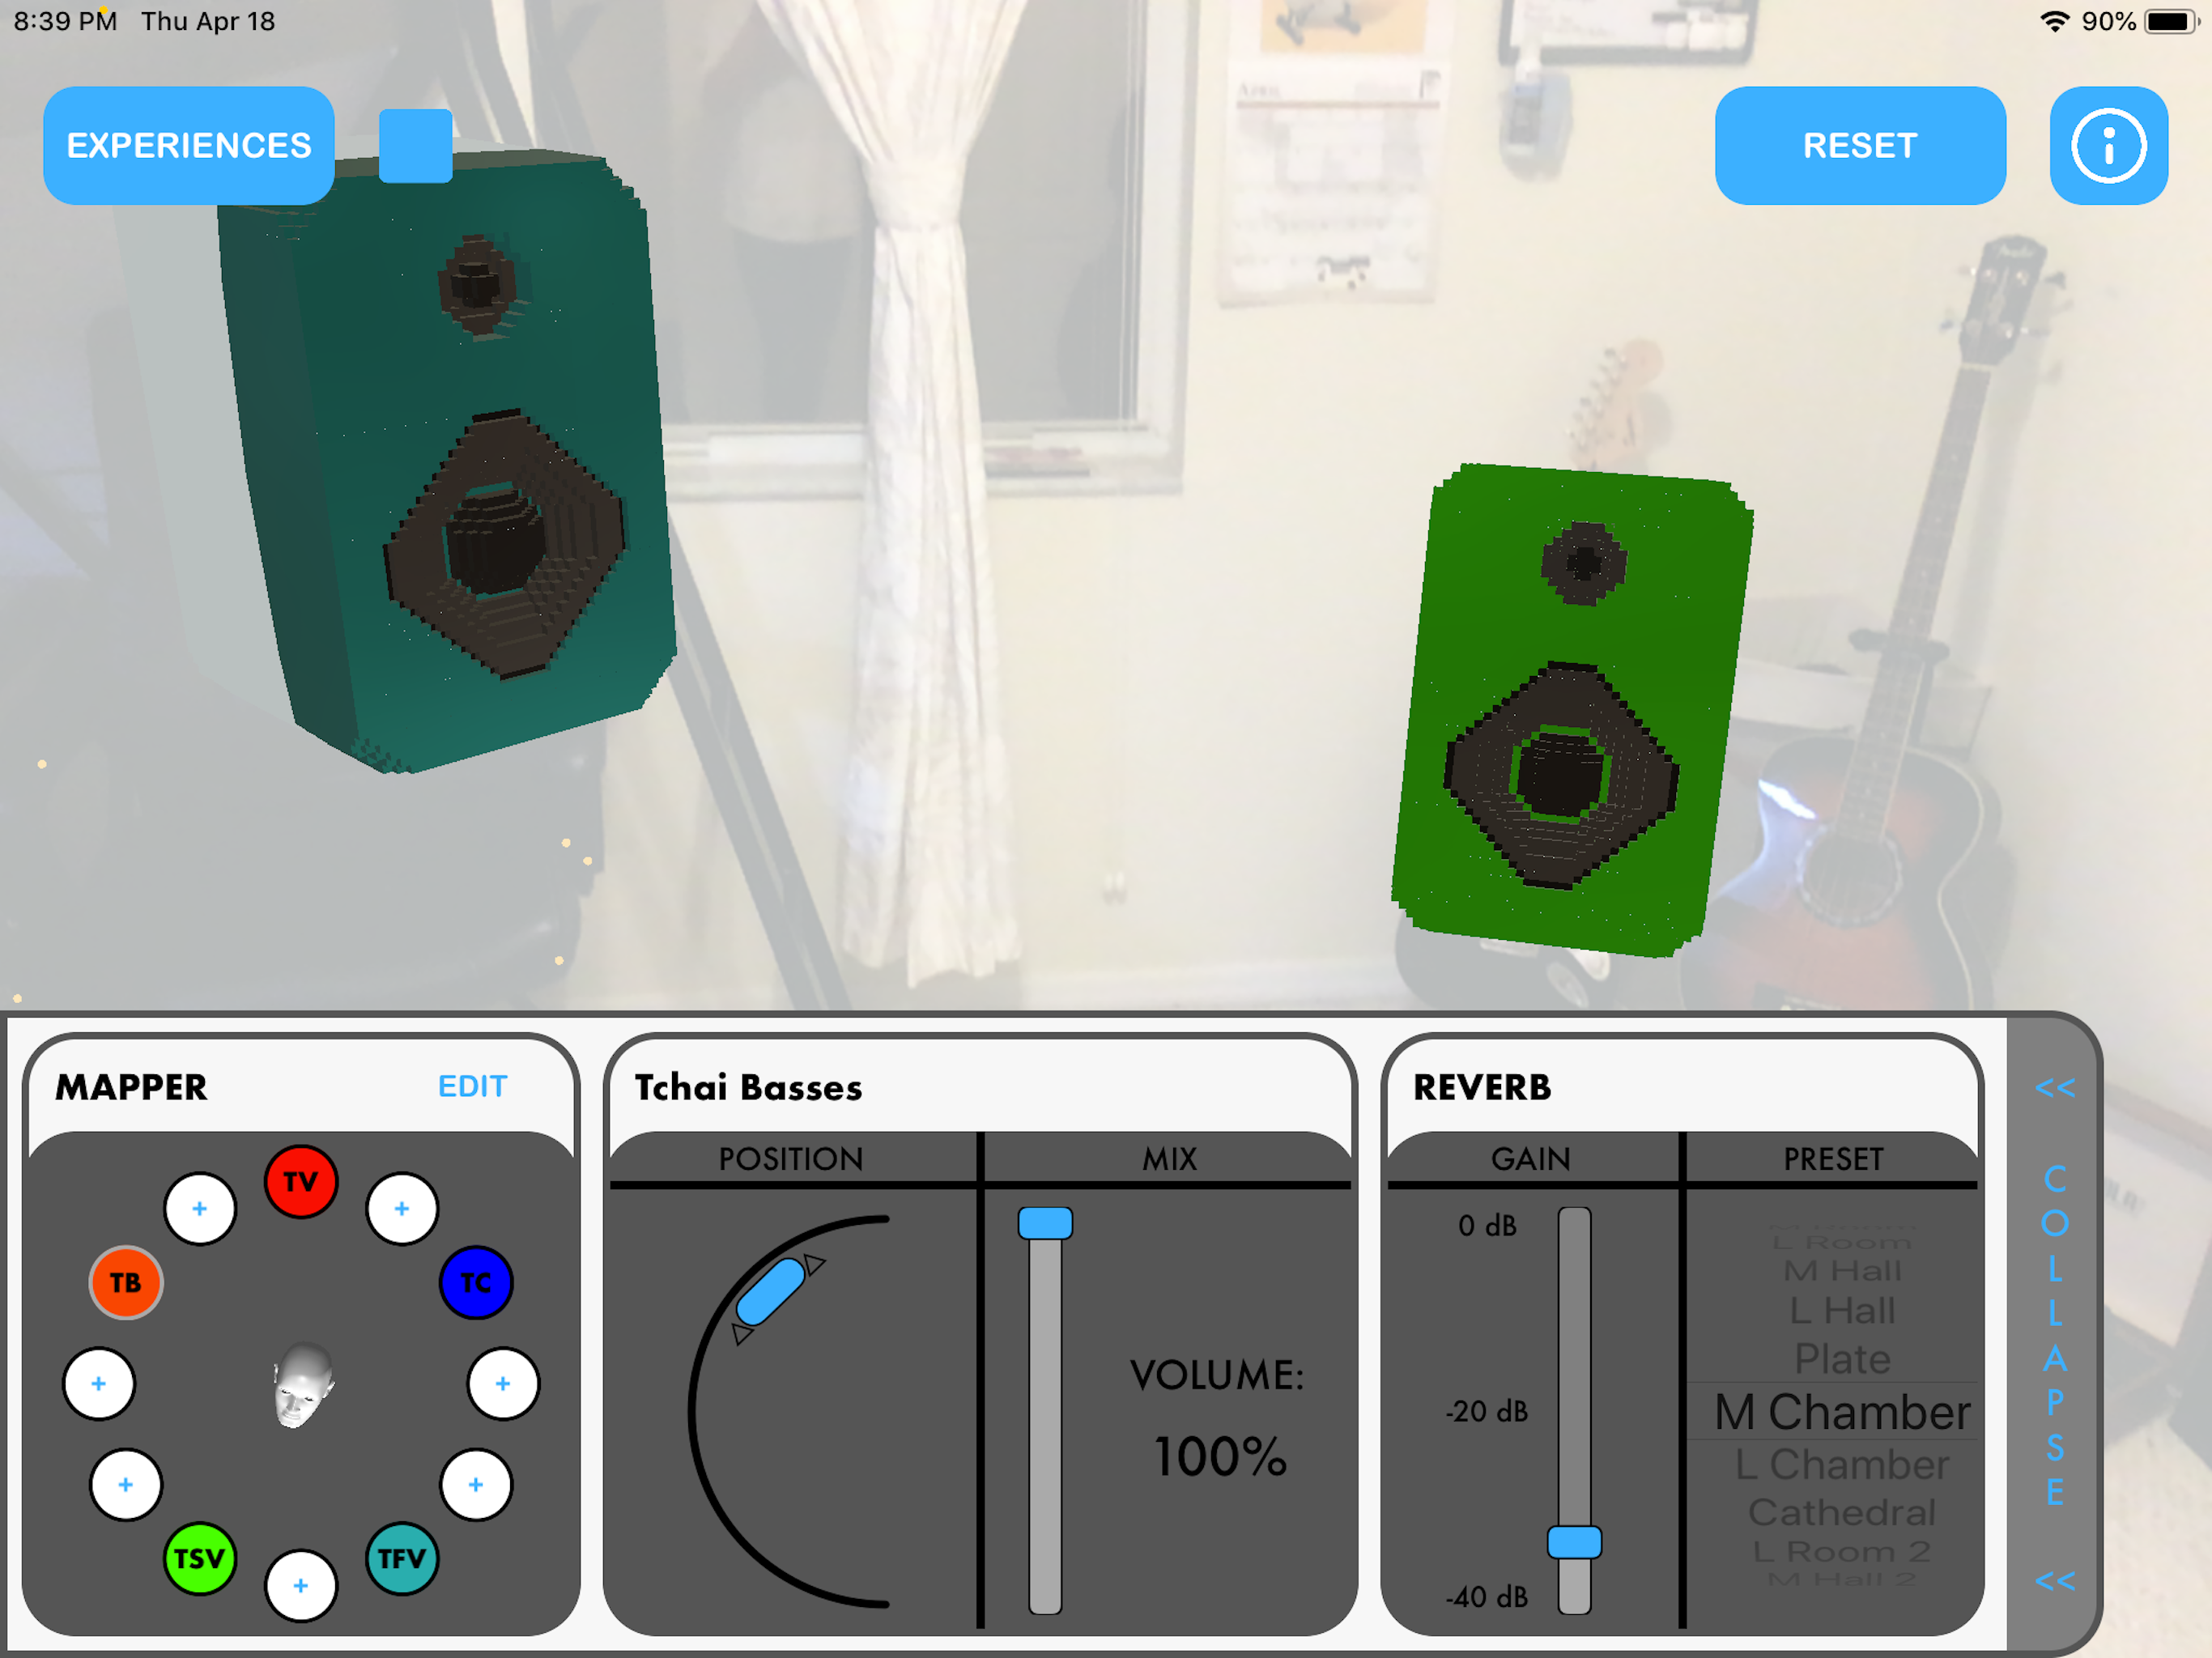 8:39 PM Thu Apr 18
90%
EXPERIENCES
RESET
MAPPER
EDIT
TV
+
+
TB
TC
+
+
+
+
TSV
TFV
+
Tchai Basses
POSITION
MIX
VOLUME:
100%
REVERB
GAIN
PRESET
0 dB
-20 dB
-40 dB
L Room
M Hall
L Hall
Plate
M Chamber
L Chamber
Cathedral
L Room 2
M Hall 2
<<
COLLAPSE
<<